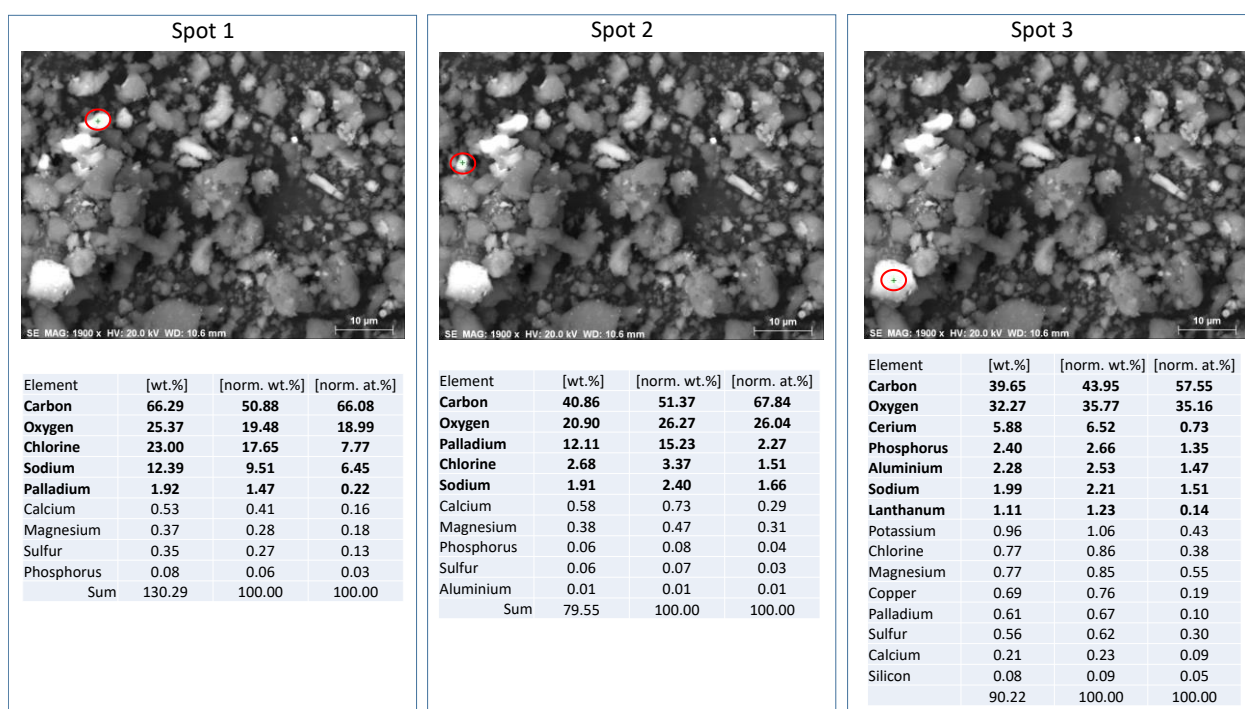 Spot 1
SE MAG: 1900 x HV: 20.0 kV WD: 10.6 mm
10 µm
Element [wt.%] [norm. wt.%] [norm. at.%]
Carbon 66.29 50.88 66.08
Oxygen 25.37 19.48 18.99
Chlorine 23.00 17.65 7.77
Sodium 12.39 9.51 6.45
Palladium 1.92 1.47 0.22
Calcium 0.53 0.41 0.16
Magnesium 0.37 0.28 0.18
Sulfur 0.35 0.27 0.13
Phosphorus 0.08 0.06 0.03
Sum 130.29 100.00 100.00
Spot 2
SE MAG: 1900 x HV: 20.0 kV WD: 10.6 mm
10 µm
Element [wt.%] [norm. wt.%] [norm. at.%]
Carbon 40.86 51.37 67.84
Oxygen 20.90 26.27 26.04
Palladium 12.11 15.23 2.27
Chlorine 2.68 3.37 1.51
Sodium 1.91 2.40 1.66
Calcium 0.58 0.73 0.29
Magnesium 0.38 0.47 0.31
Phosphorus 0.06 0.08 0.04
Sulfur 0.06 0.07 0.03
Aluminium 0.01 0.01 0.01
Sum 79.55 100.00 100.00
Spot 3
SE MAG: 1900 x HV: 20.0 kV WD: 10.6 mm
10 µm
Element [wt.%] [norm. wt.%] [norm. at.%]
Carbon 39.65 43.95 57.55
Oxygen 32.27 35.77 35.16
Cerium 5.88 6.52 0.73
Phosphorus 2.40 2.66 1.35
Aluminium 2.28 2.53 1.47
Sodium 1.99 2.21 1.51
Lanthanum 1.11 1.23 0.14
Potassium 0.96 1.06 0.43
Chlorine 0.77 0.86 0.38
Magnesium 0.77 0.85 0.55
Copper 0.69 0.76 0.19
Palladium 0.61 0.67 0.10
Sulfur 0.56 0.62 0.30
Calcium 0.21 0.23 0.09
Silicon 0.08 0.09 0.05
90.22 100.00 100.00